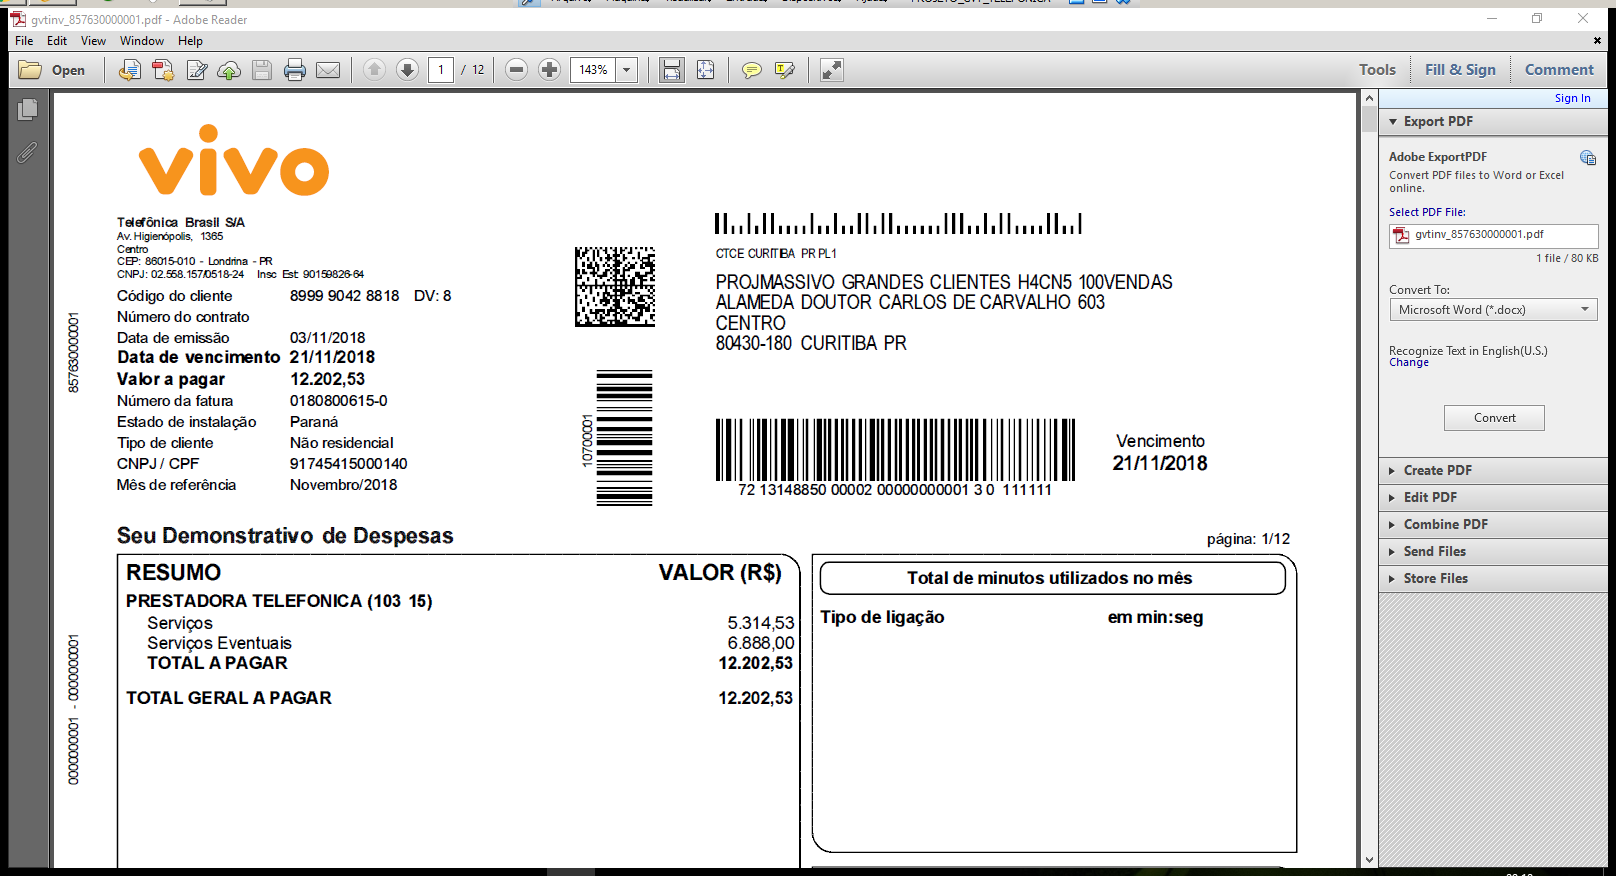 gvtinv_857630000001.pdf - Adobe Reader
File Edit View Window Help
Open 1 / 12 143% Tools Fill & Sign Comment
Sign In
Export PDF
Adobe ExportPDF
Convert PDF files to Word or Excel
online.
Select PDF File:
gvtinv_857630000001.pdf
1 file / 80 KB
Convert To:
Microsoft Word (*.docx)
Recognize Text in English(U.S.)
Change
Convert
Create PDF
Edit PDF
Combine PDF
Send Files
Store Files
vivo
Telefônica Brasil S/A
Av. Higienópolis, 1365
Centro
CEP: 86015-010 - Londrina - PR
CNPJ: 02.558.157/0518-24 Insc Est: 90159826-64
Código do cliente 8999 9042 8818 DV: 8
Número do contrato
Data de emissão 03/11/2018
Data de vencimento 21/11/2018
Valor a pagar 12.202,53
Número da fatura 0180800615-0
Estado de instalação Paraná
Tipo de cliente Não residencial
CNPJ / CPF 91745415000140
Mês de referência Novembro/2018
857630000001
10700001
CTCE CURITIBA PR PL1
PROJMASSIVO GRANDES CLIENTES H4CN5 100VENDAS
ALAMEDA DOUTOR CARLOS DE CARVALHO 603
CENTRO
80430-180 CURITIBA PR
72 13148850 00002 00000000001 3 0 111111
Vencimento
21/11/2018
Seu Demonstrativo de Despesas
página: 1/12
RESUMO VALOR (R$)
PRESTADORA TELEFONICA (103 15)
Serviços 5.314,53
Serviços Eventuais 6.888,00
TOTAL A PAGAR 12.202,53
TOTAL GERAL A PAGAR 12.202,53
Total de minutos utilizados no mês
Tipo de ligação em min:seg
000000001 - 000000001